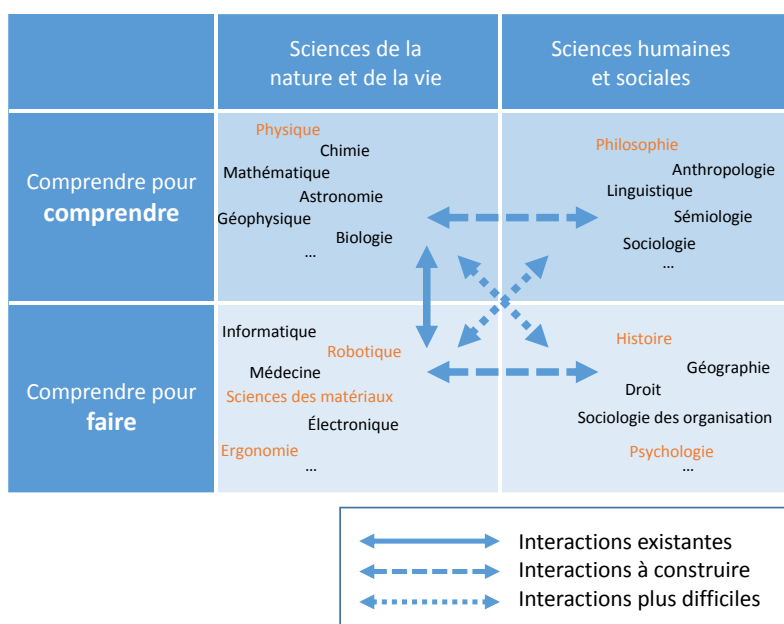 Sciences de la
nature et de la vie
Sciences humaines
et sociales
Comprendre pour
comprendre
Physique
Chimie
Mathématique
Astronomie
Géophysique
Biologie
...
Philosophie
Anthropologie
Linguistique
Sémiologie
Sociologie
...
Comprendre pour
faire
Informatique
Robotique
Médecine
Sciences des matériaux
Électronique
Ergonomie
...
Histoire
Géographie
Droit
Sociologie des organisation
Psychologie
...
Interactions existantes
Interactions à construire
Interactions plus difficiles